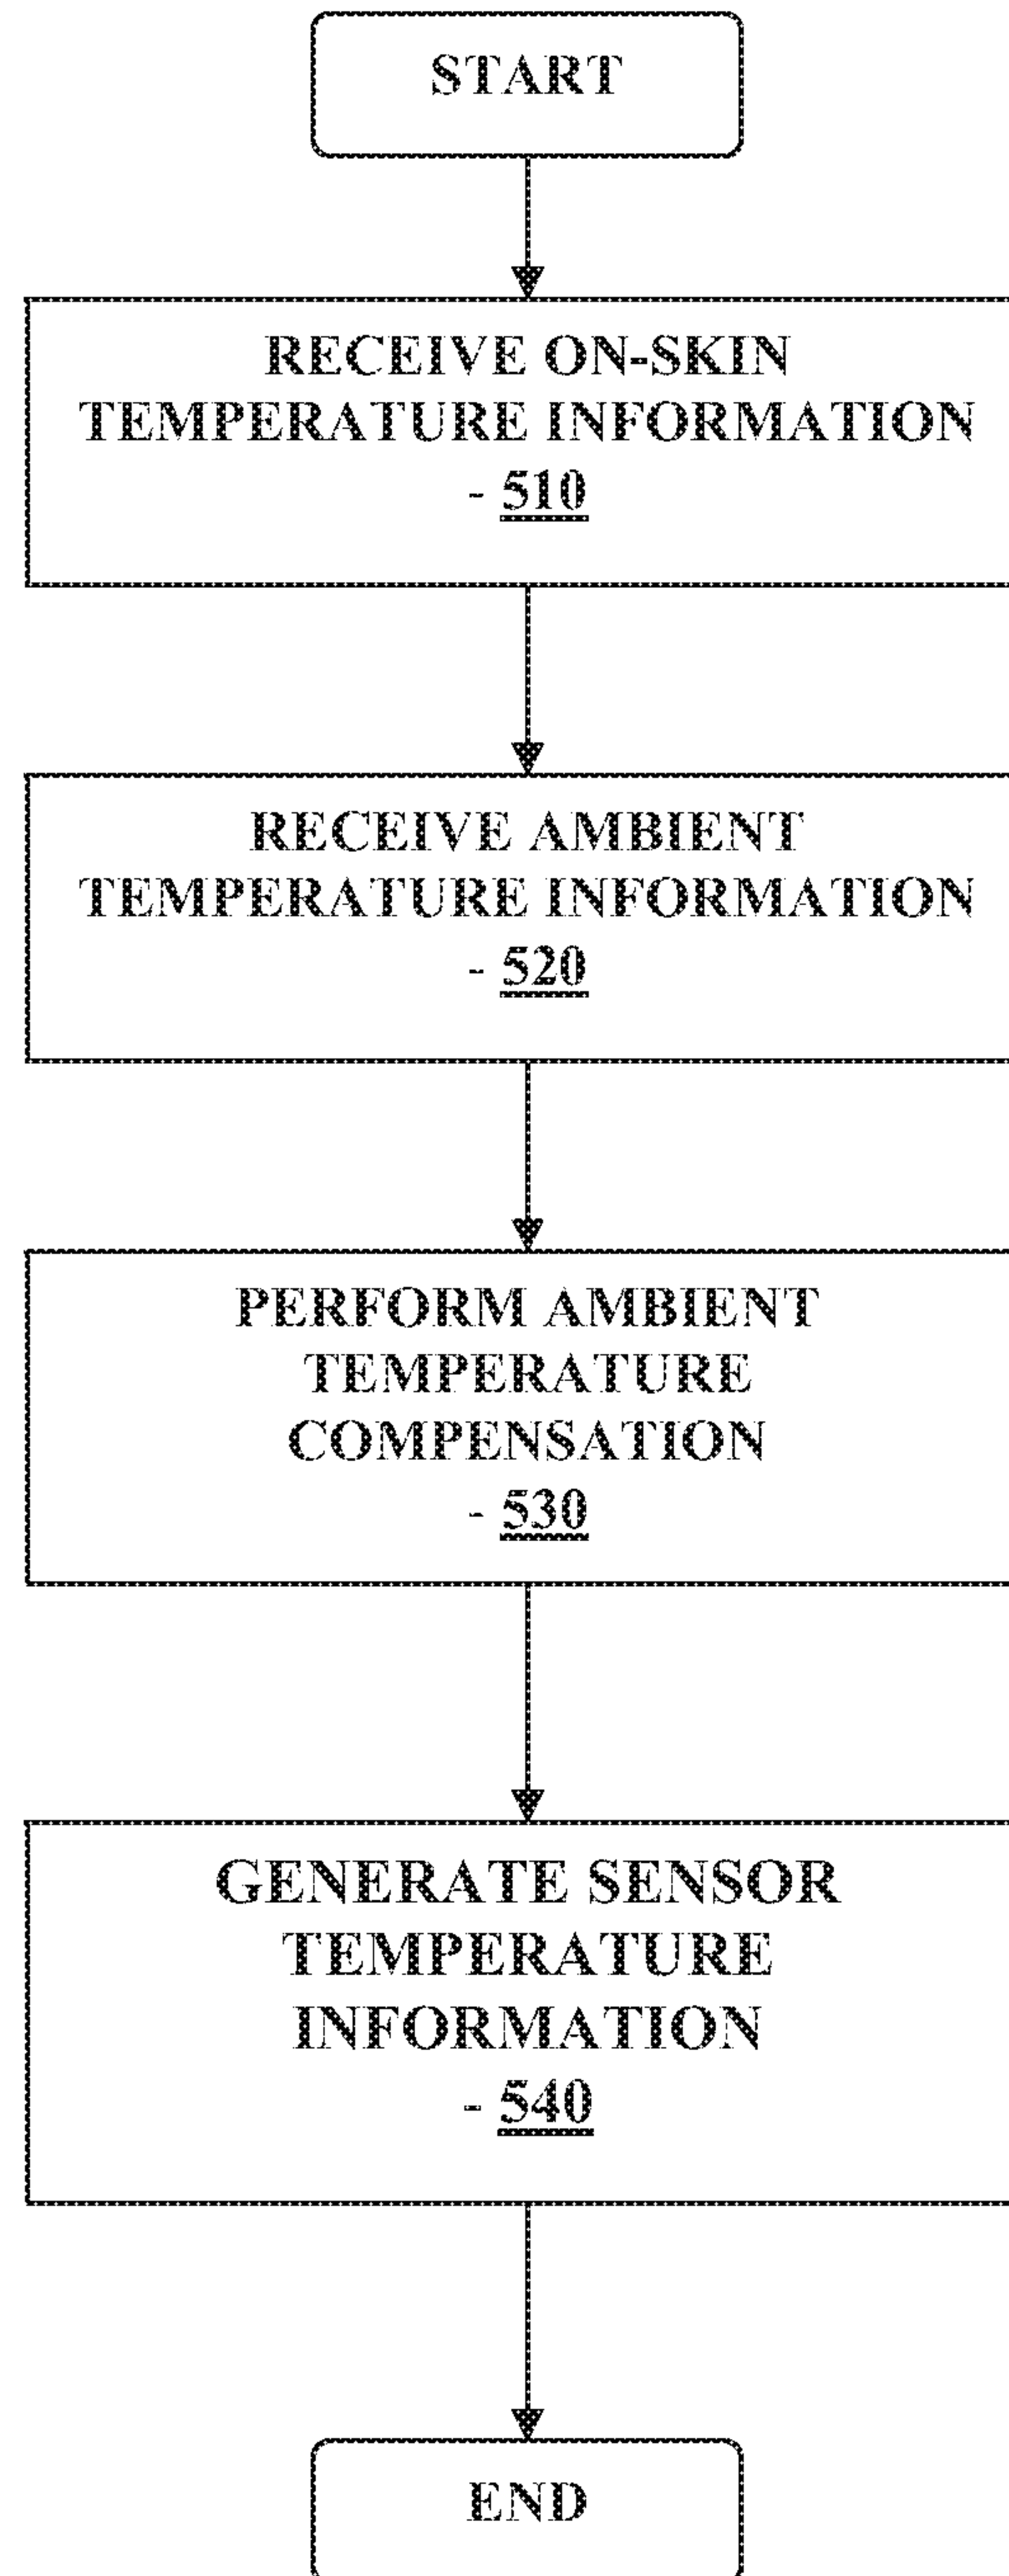 START
RECEIVE ON-SKIN
TEMPERATURE INFORMATION
- 510
RECEIVE AMBIENT
TEMPERATURE INFORMATION
- 520
PERFORM AMBIENT
TEMPERATURE
COMPENSATION
- 530
GENERATE SENSOR
TEMPERATURE
INFORMATION
- 540
END